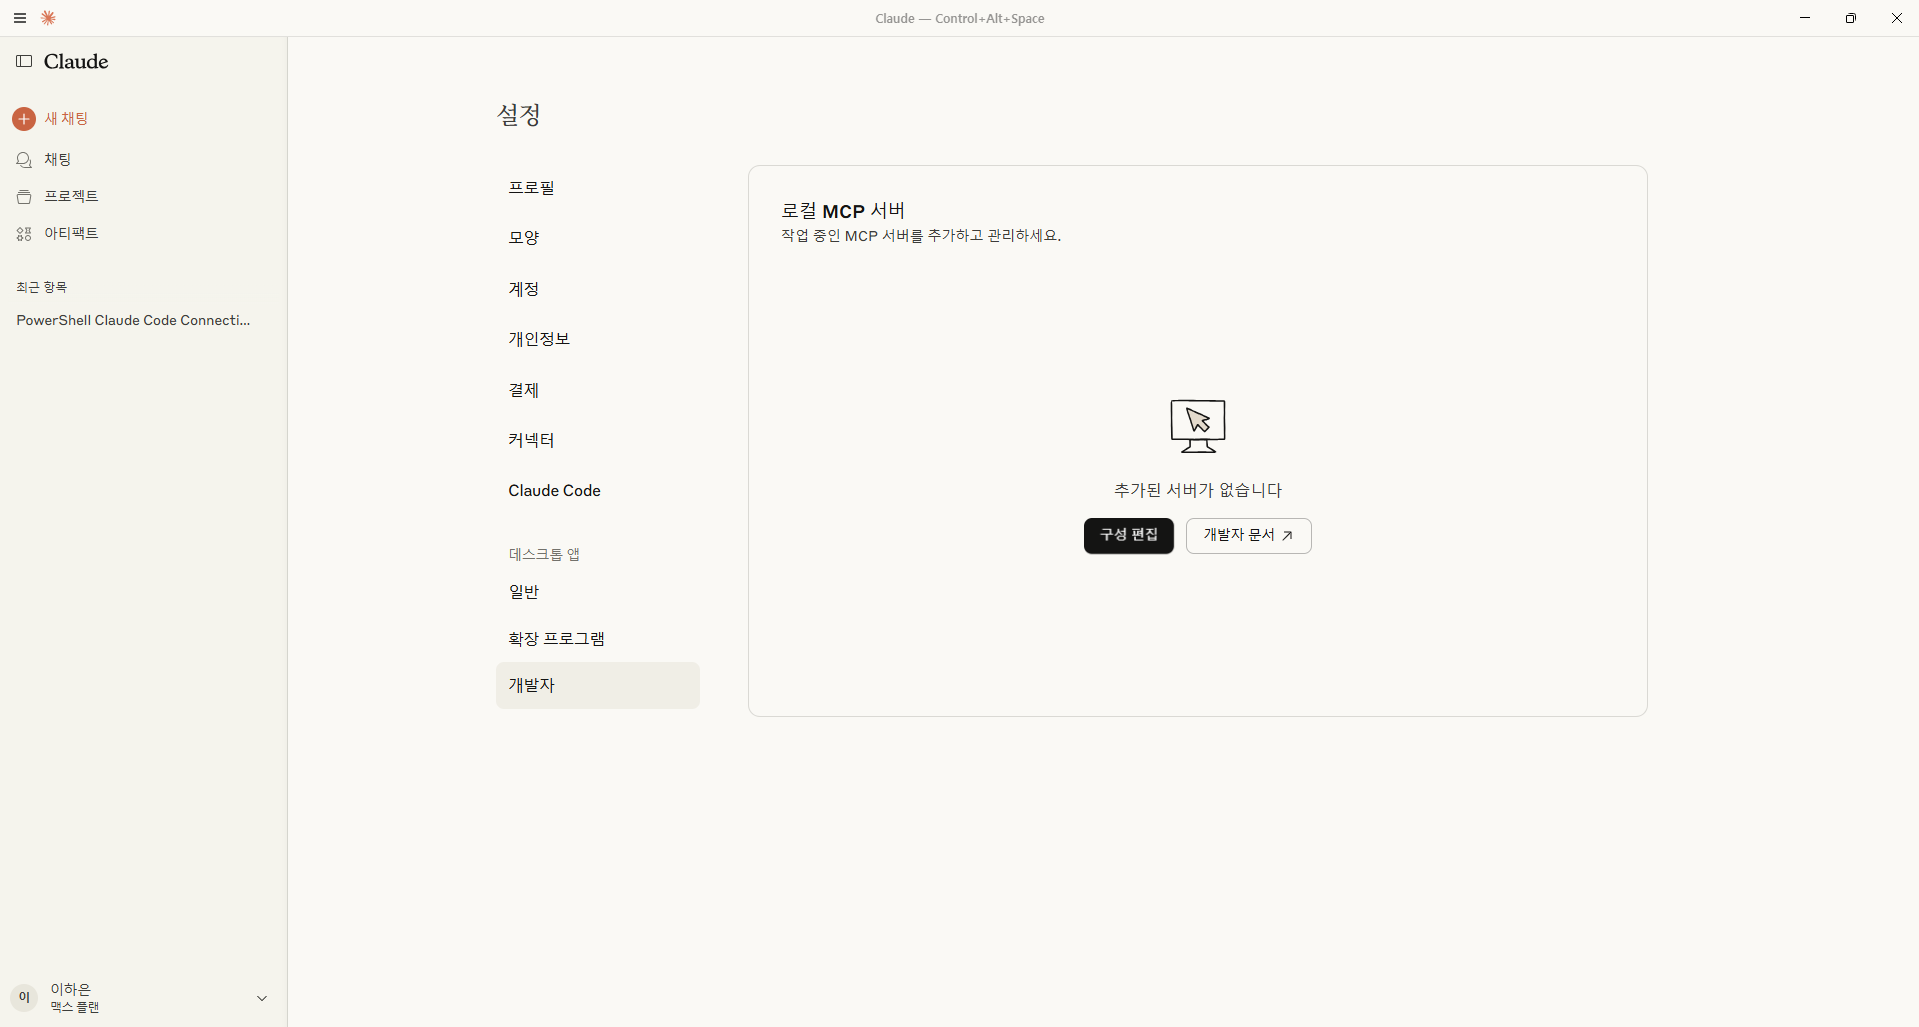 Claude — Control+Alt+Space
Claude
새 채팅
채팅
프로젝트
아티팩트
최근 항목
PowerShell Claude Code Connecti...
이
이하은
맥스 플랜
설정
프로필
모양
계정
개인정보
결제
커넥터
Claude Code
데스크톱 앱
일반
확장 프로그램
개발자
로컬 MCP 서버
작업 중인 MCP 서버를 추가하고 관리하세요.
추가된 서버가 없습니다
구성 편집
개발자 문서